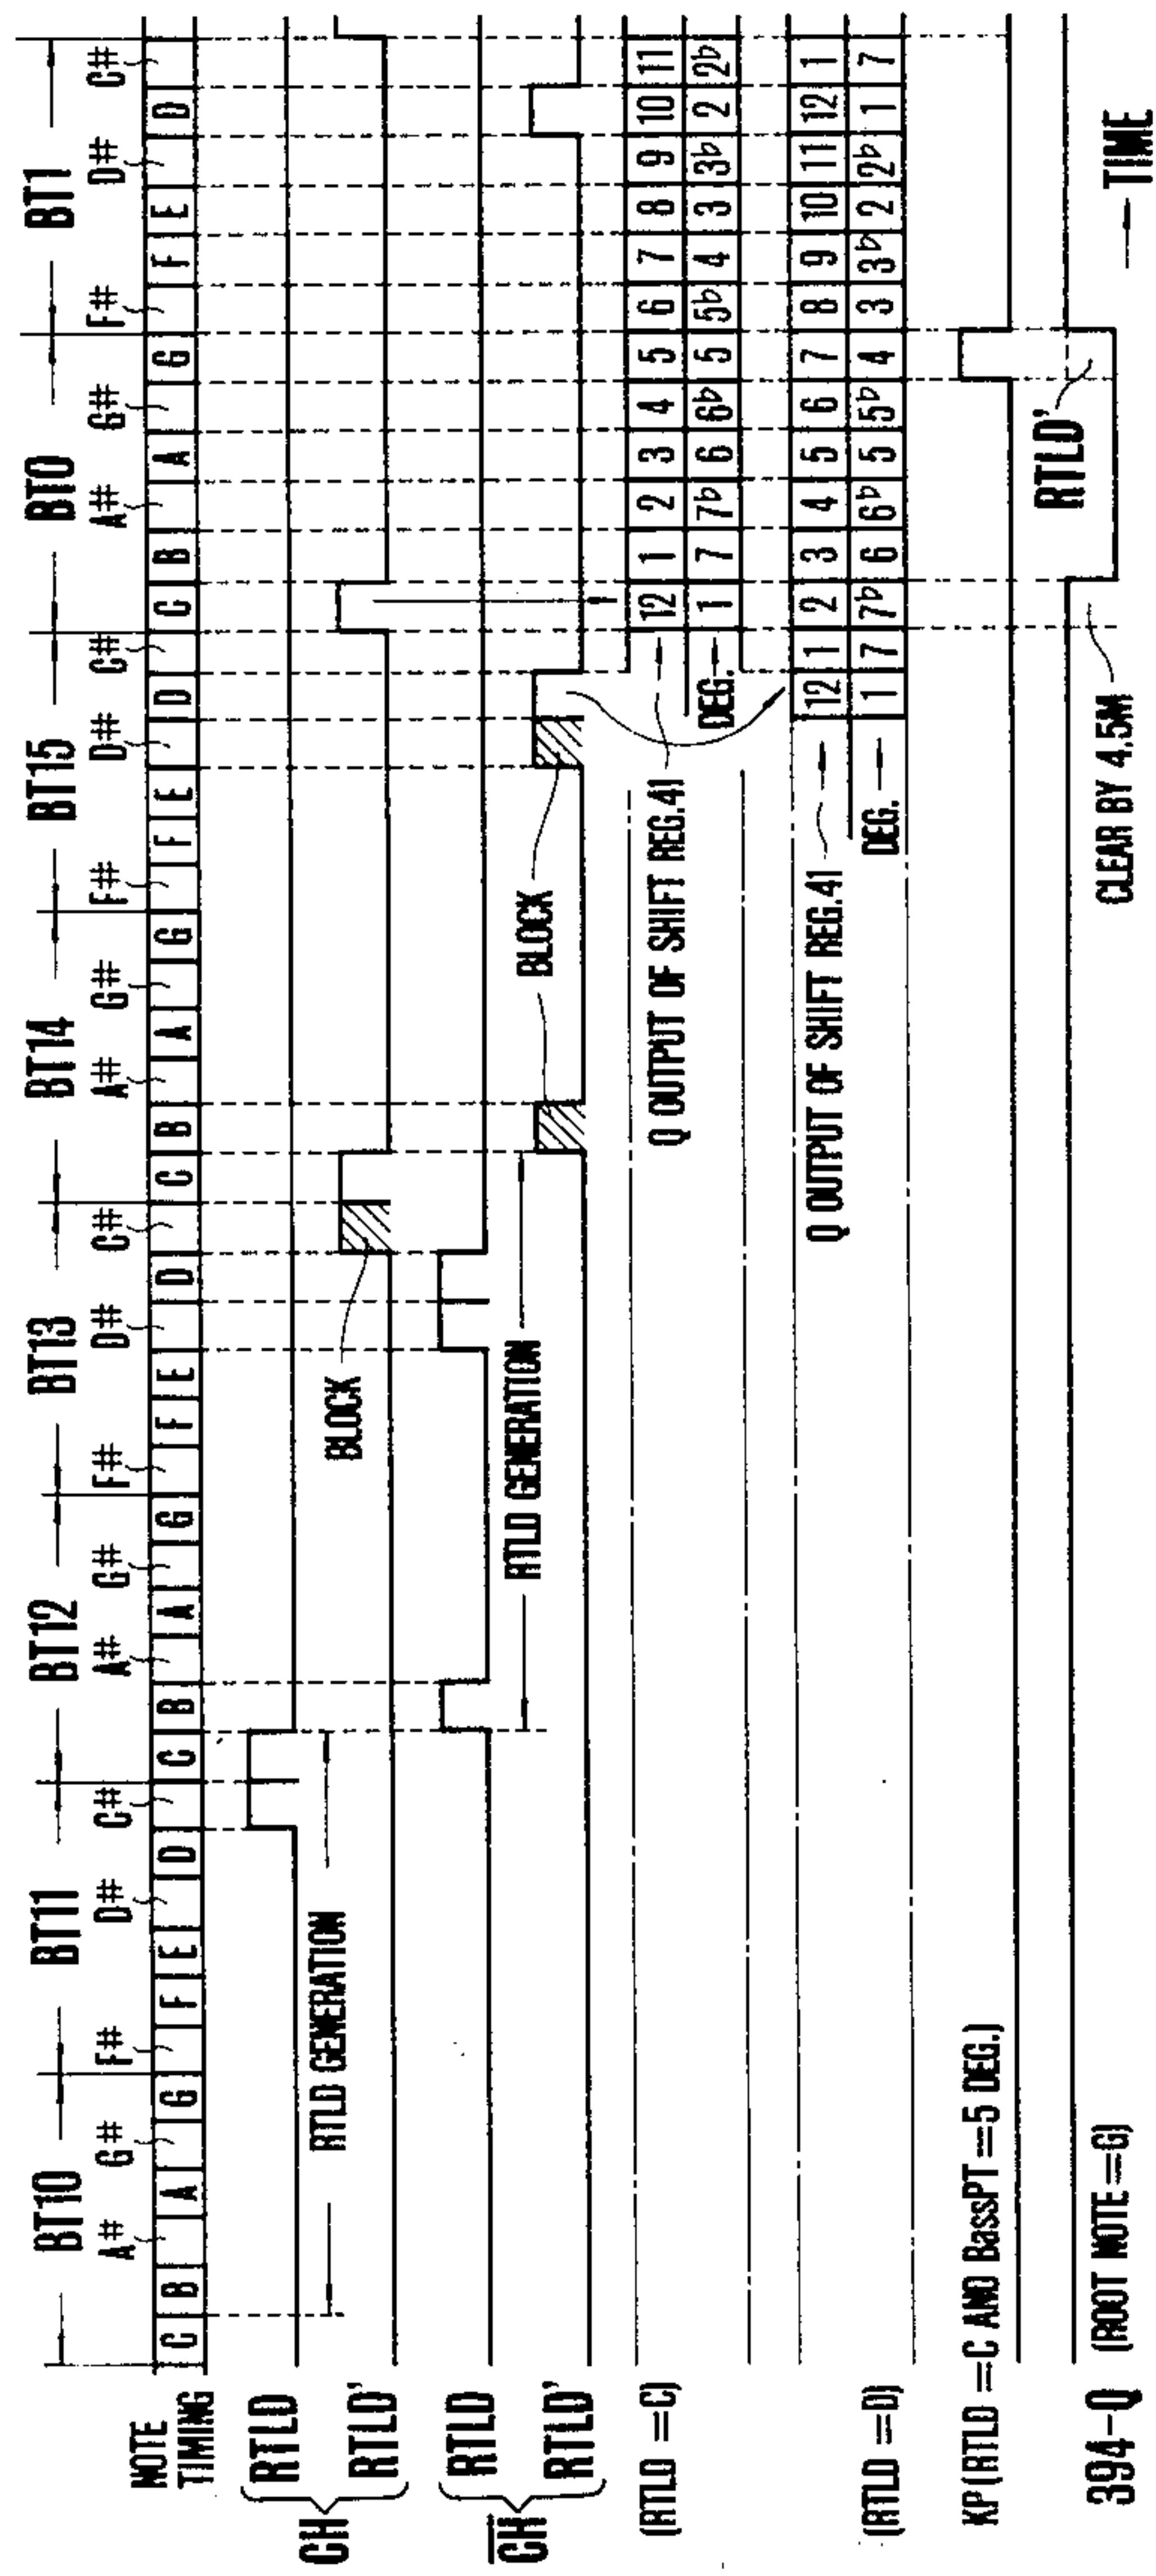 BT10 BT11 BT12 BT13 BT14 BT15 BT0 BT1
A# G# F# D# C# A# G# F# D# C# A# G# F# D# C# A# G# F# D# C#
NOTE
TIMING
C B A G F E D C B A G F E D C B A G F E D C B A G F E D
CH
RTLD
RTLD'
RTLD GENERATION
BLOCK
CH
RTLD
RTLD'
RTLD GENERATION
BLOCK
(RTLD=C)
Q OUTPUT OF SHIFT REG.41
12 1 2 3 4 5 6 7 8 9 10 11
DEG.
1 7 7♭ 6 6♭ 5 5♭ 4 3 3♭ 2 2♭
(RTLD=D)
Q OUTPUT OF SHIFT REG.41
12 1 2 3 4 5 6 7 8 9 10 11 12 1
DEG.
1 7 7♭ 6 6♭ 5 5♭ 4 3 3♭ 2 2♭ 1 7
KP(RTLD=C AND BassPT=5 DEG.)
394-Q (ROOT NOTE=G)
CLEAR BY 4.5M
RTLD'
TIME